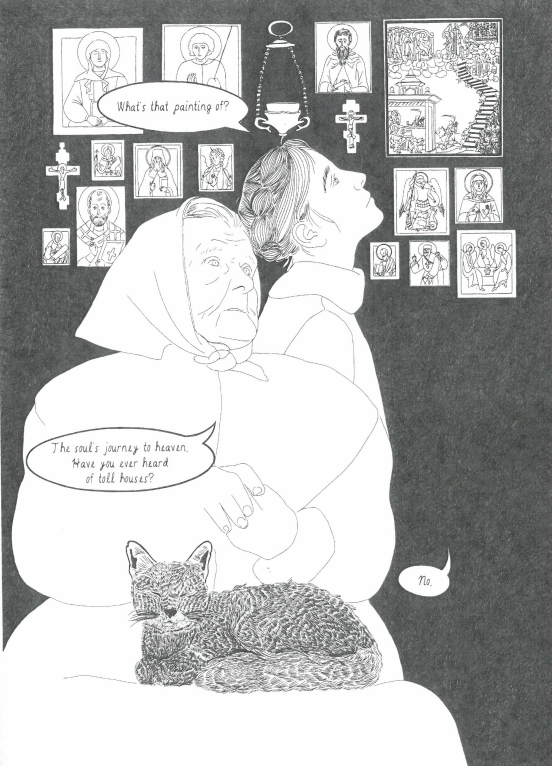 What's that painting of?
The soul's journey to heaven.
Have you ever heard
of toll houses?
No.